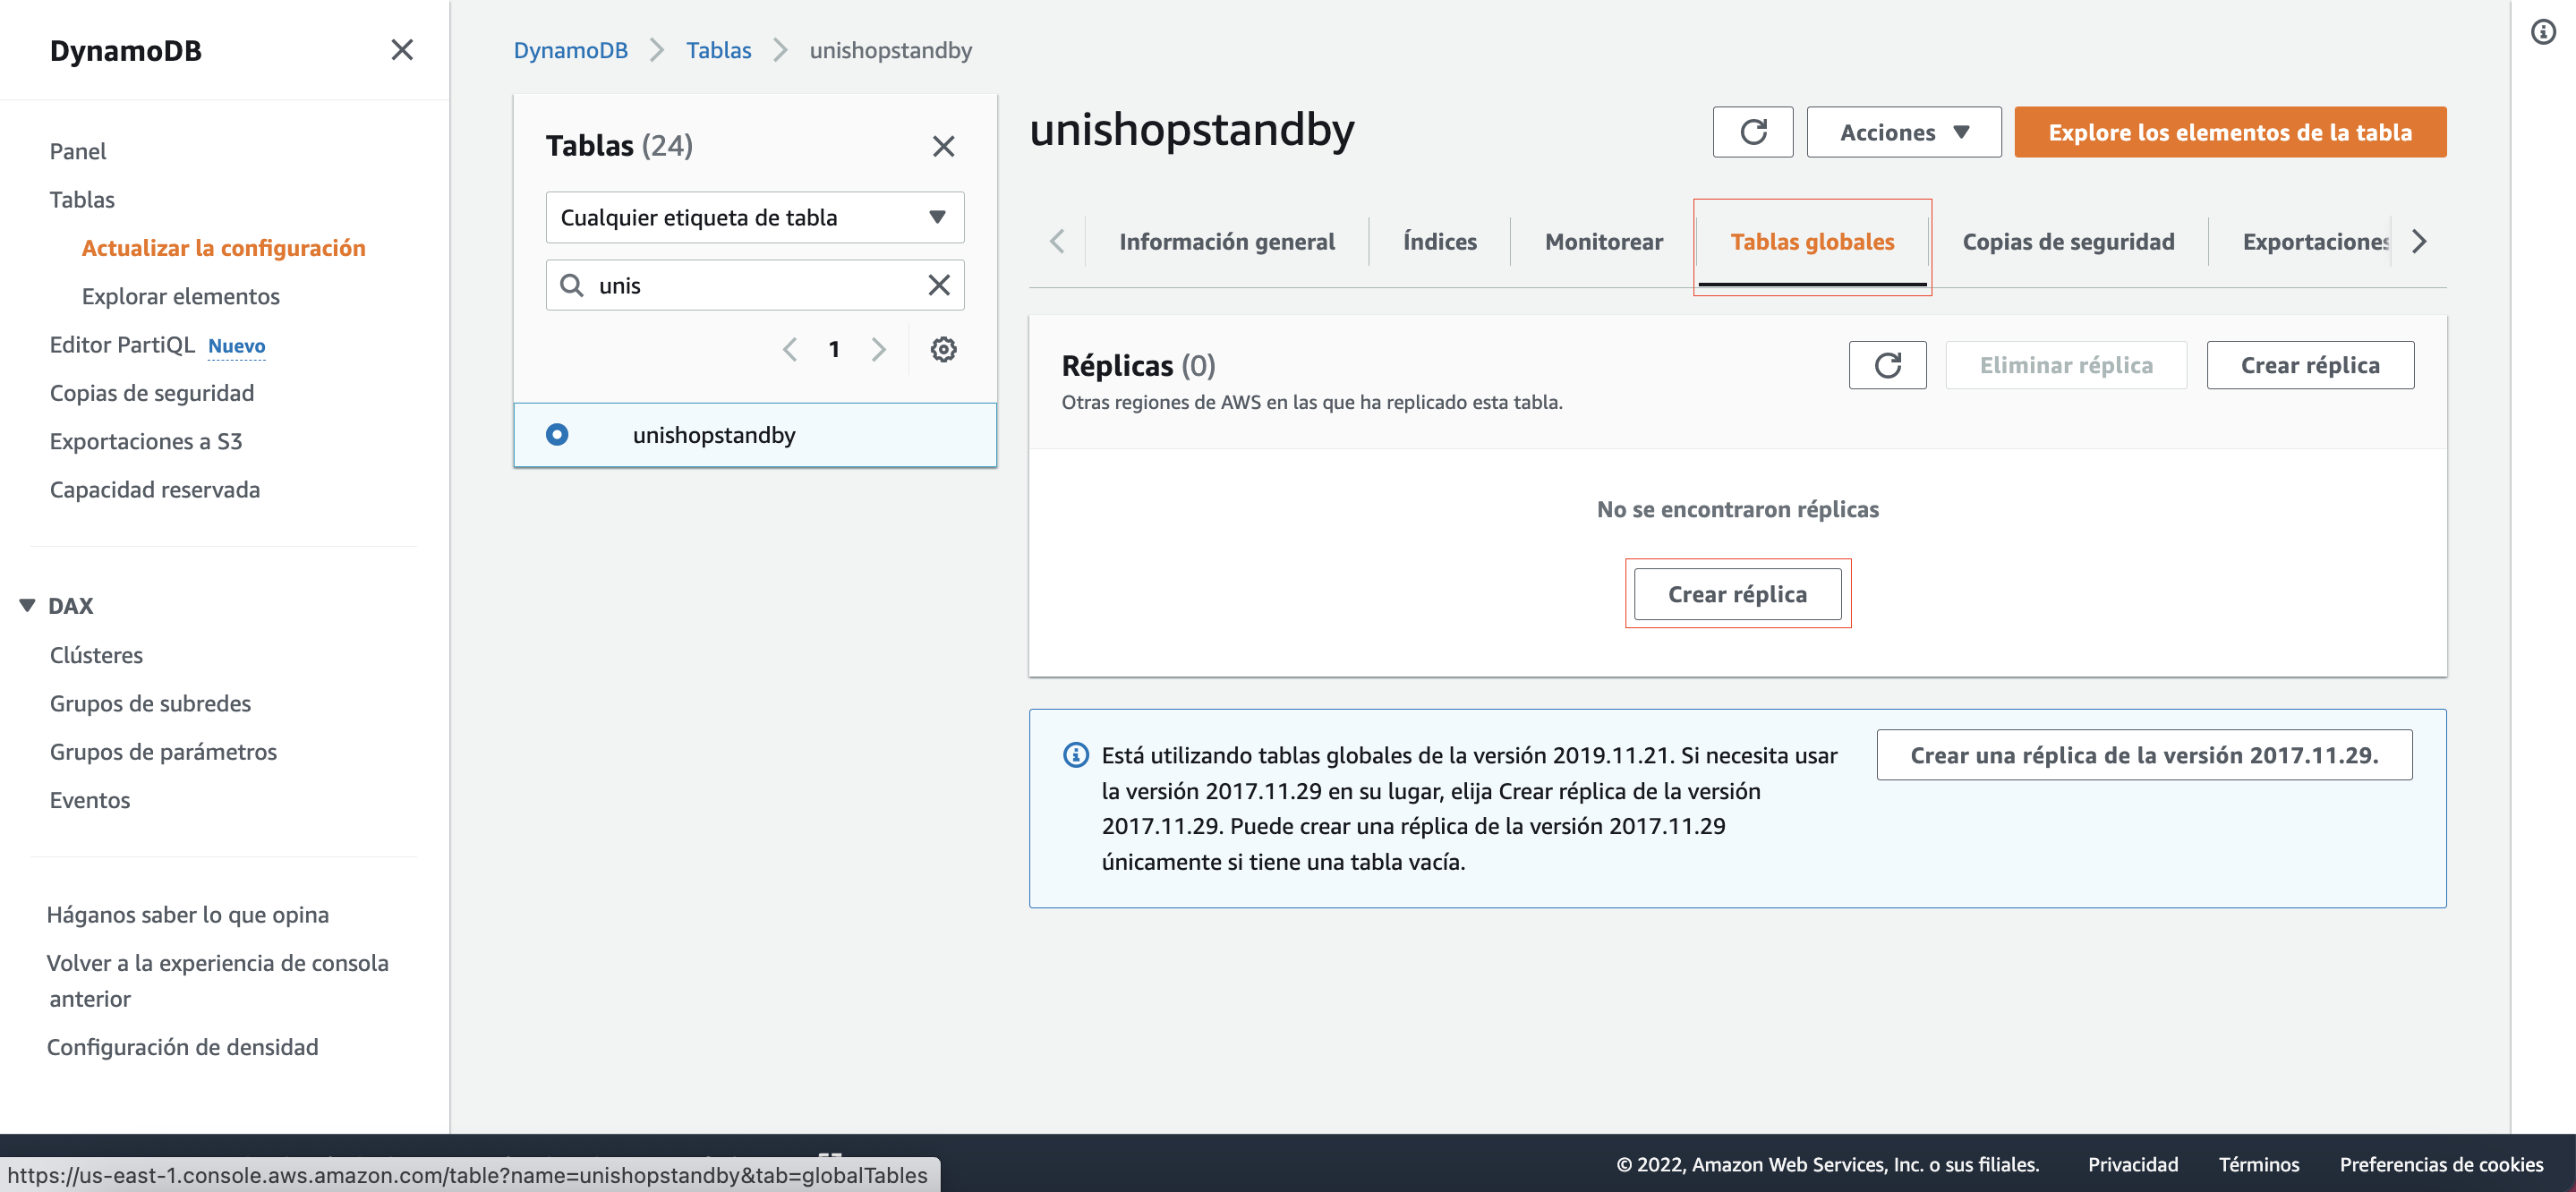 DynamoDB
Panel
Tablas
Actualizar la configuración
Explorar elementos
Editor PartiQL Nuevo
Copias de seguridad
Exportaciones a S3
Capacidad reservada
DAX
Clústeres
Grupos de subredes
Grupos de parámetros
Eventos
Háganos saber lo que opina
Volver a la experiencia de consola
anterior
Configuración de densidad
DynamoDB Tablas unishopstandby
Tablas (24)
Cualquier etiqueta de tabla
unis
1
unishopstandby
unishopstandby
Acciones
Explore los elementos de la tabla
Información general
Índices
Monitorear
Tablas globales
Copias de seguridad
Exportaciones
Réplicas (0)
Otras regiones de AWS en las que ha replicado esta tabla.
Eliminar réplica
Crear réplica
No se encontraron réplicas
Crear réplica
Está utilizando tablas globales de la versión 2019.11.21. Si necesita usar
la versión 2017.11.29 en su lugar, elija Crear réplica de la versión
2017.11.29. Puede crear una réplica de la versión 2017.11.29
únicamente si tiene una tabla vacía.
Crear una réplica de la versión 2017.11.29.
https://us-east-1.console.aws.amazon.com/table?name=unishopstandby&tab=globalTables
© 2022, Amazon Web Services, Inc. o sus filiales.
Privacidad
Términos
Preferencias de cookies